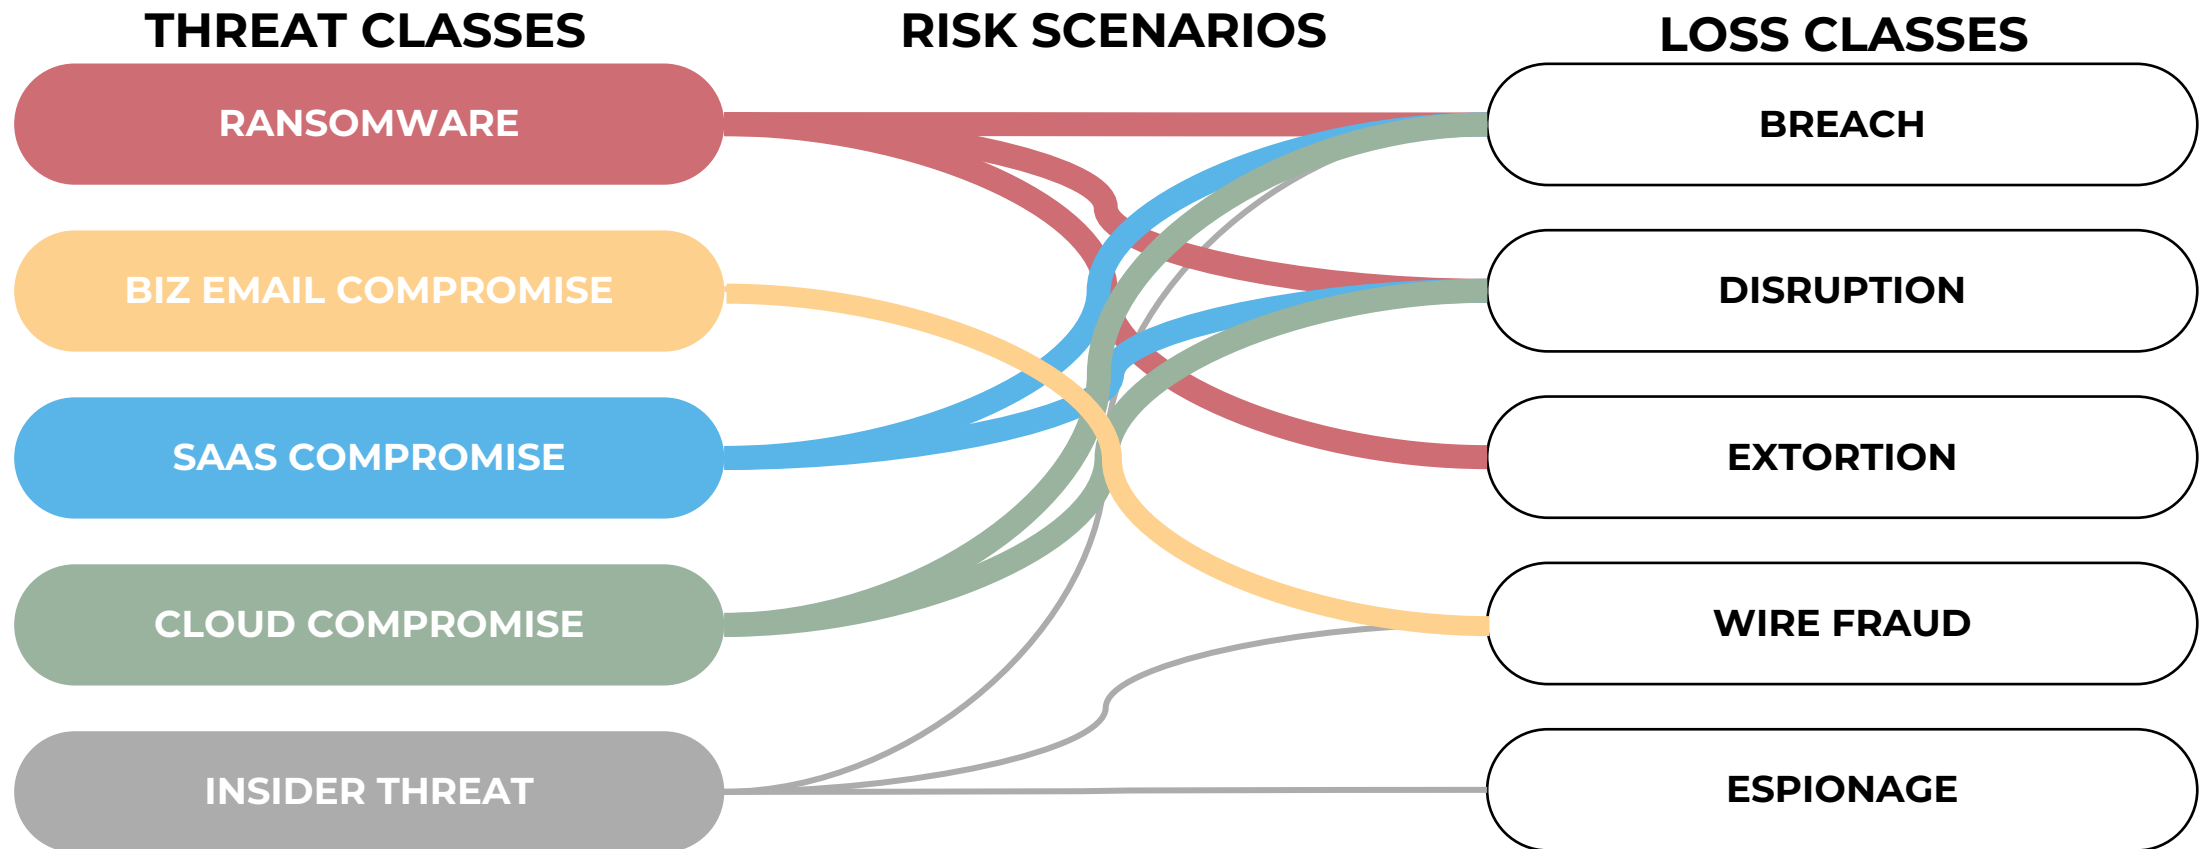 THREAT CLASSES
RISK SCENARIOS
LOSS CLASSES
RANSOMWARE
BREACH
BIZ EMAIL COMPROMISE
DISRUPTION
SAAS COMPROMISE
EXTORTION
CLOUD COMPROMISE
WIRE FRAUD
INSIDER THREAT
ESPIONAGE